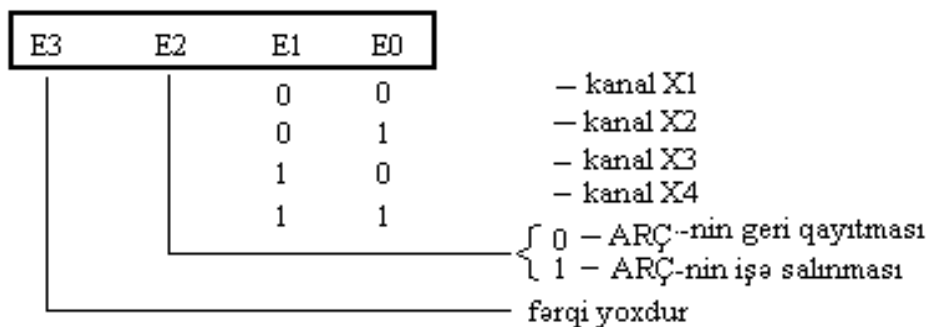 E3 E2 E1 E0
0 0 – kanal X1
0 1 – kanal X2
1 0 – kanal X3
1 1 – kanal X4
0 – ARÇ-nin geri qayıtması
1 – ARÇ-nin işə salınması
fərqi yoxdur